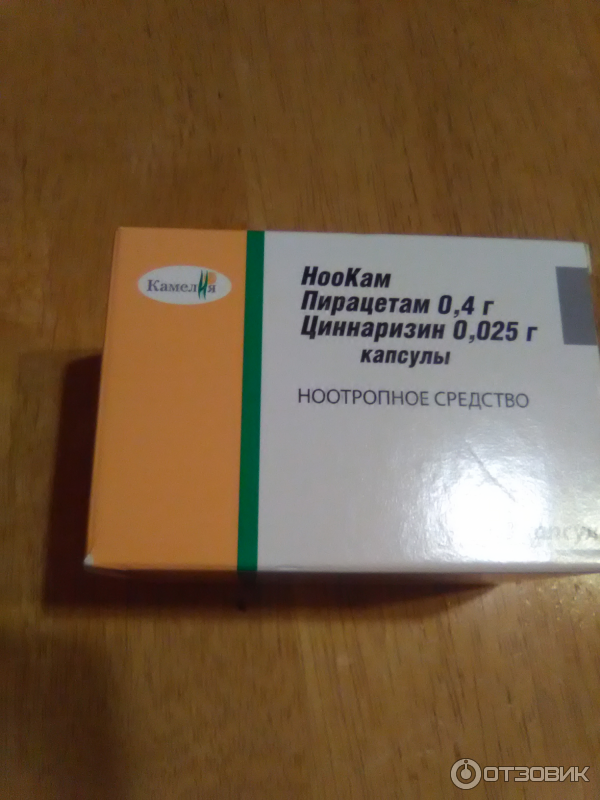 Камелия
НооКам
Пирацетам 0,4 г
Циннаризин 0,025 г
капсулы
НООТРОПНОЕ СРЕДСТВО
ОТЗОВИК